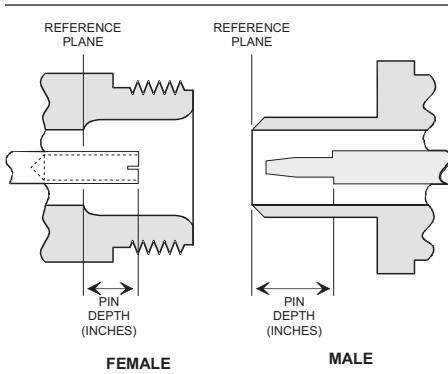 REFERENCE
PLANE
REFERENCE
PLANE
PIN
DEPTH
(INCHES)
PIN
DEPTH
(INCHES)
FEMALE
MALE